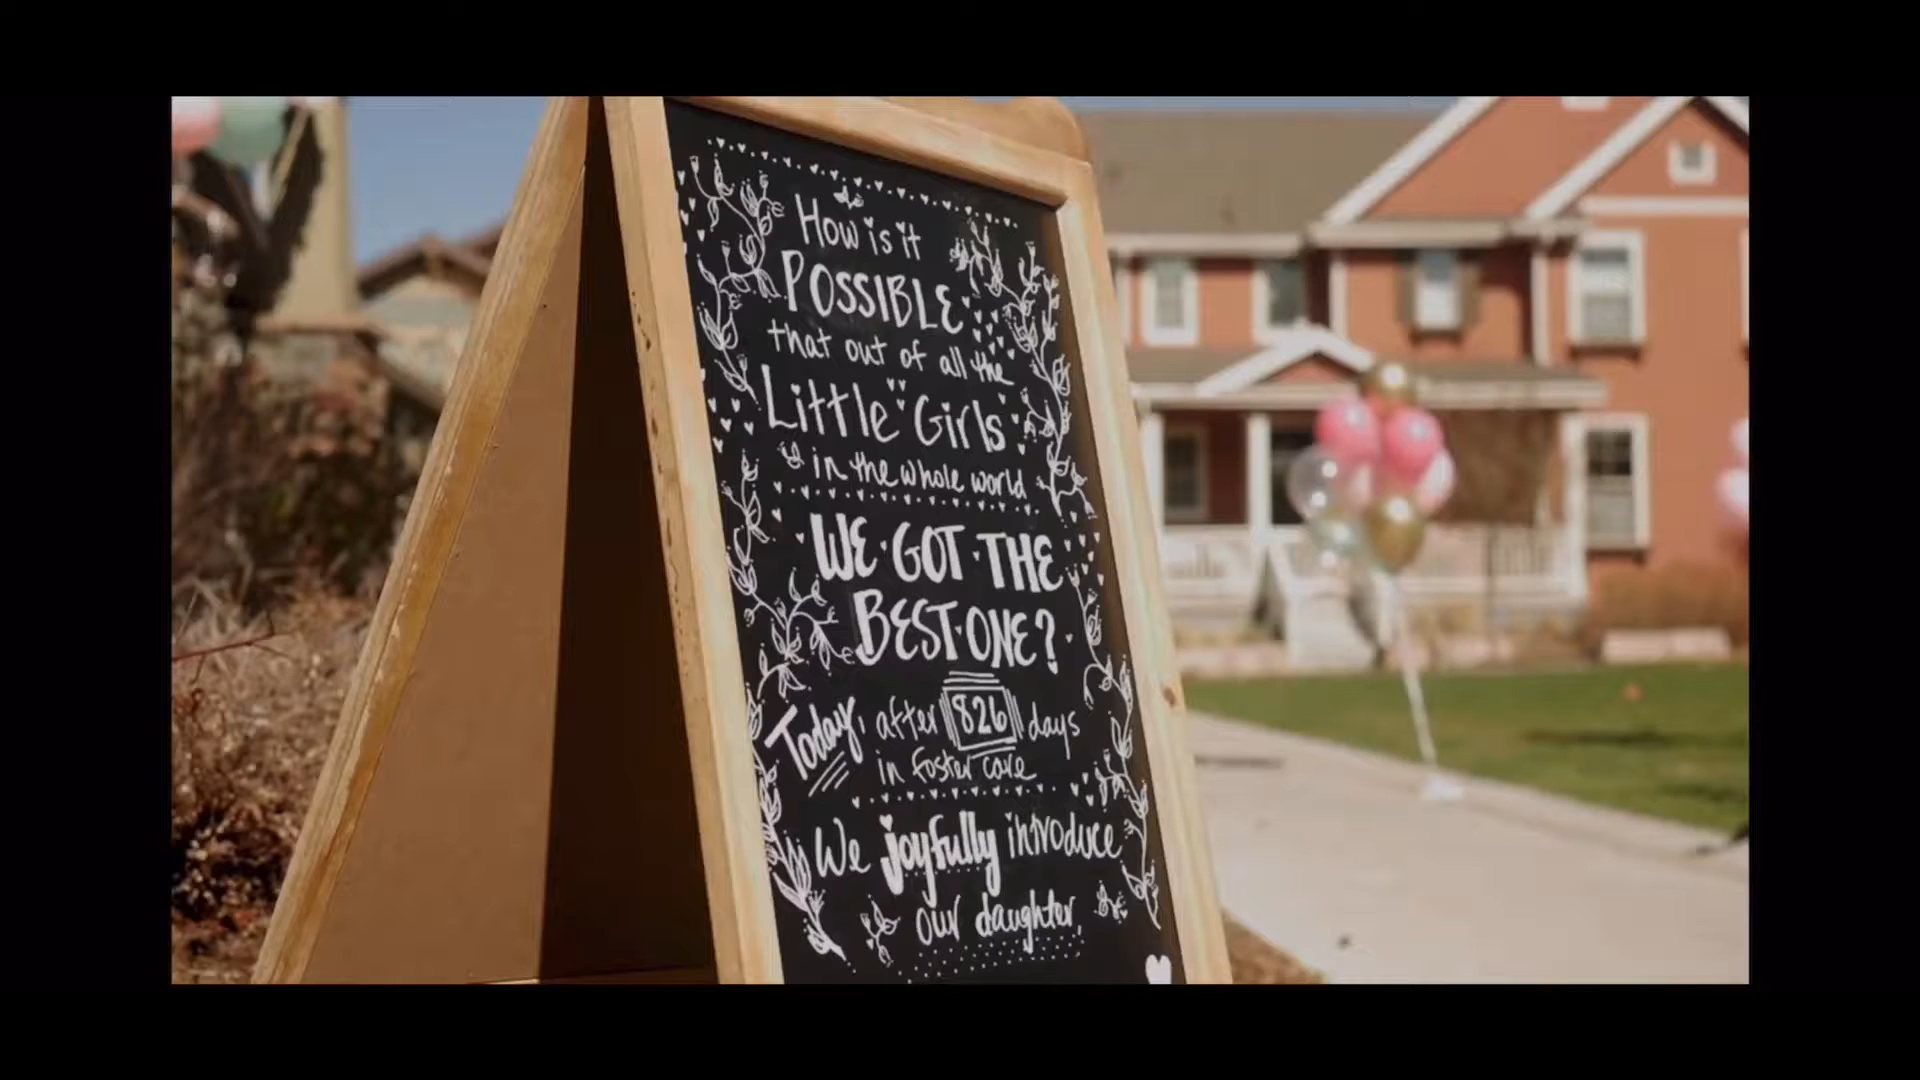 How is it
POSSIBLE
that out of all the
Little Girls
in the whole world
WE GOT THE
BEST ONE?
Today, after 826 days
in foster care
We joyfully introduce
our daughter,